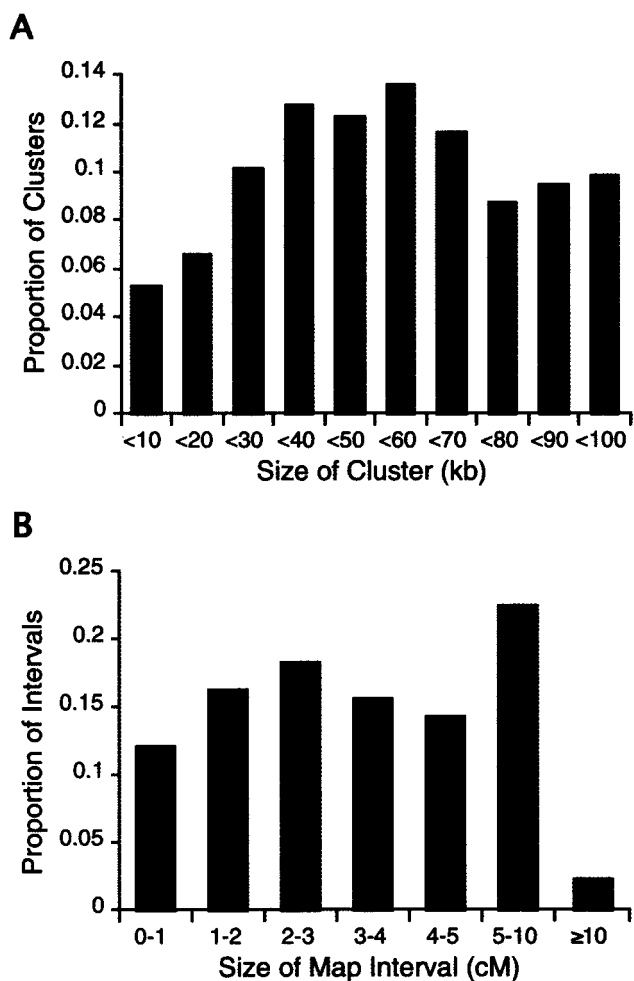 A
Proportion of Clusters
0.14
0.12
0.1
0.08
0.06
0.04
0.02
0
<10 <20 <30 <40 <50 <60 <70 <80 <90 <100
Size of Cluster (kb)
B
Proportion of Intervals
0.25
0.2
0.15
0.1
0.05
0
0-1 1-2 2-3 3-4 4-5 5-10 ≥10
Size of Map Interval (cM)